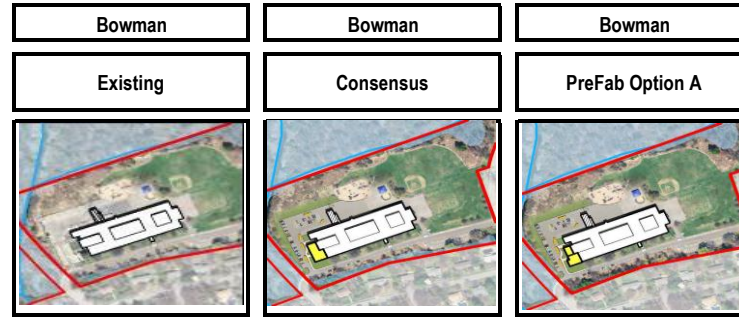 Bowman
Bowman
Bowman
Existing
Consensus
PreFab Option A